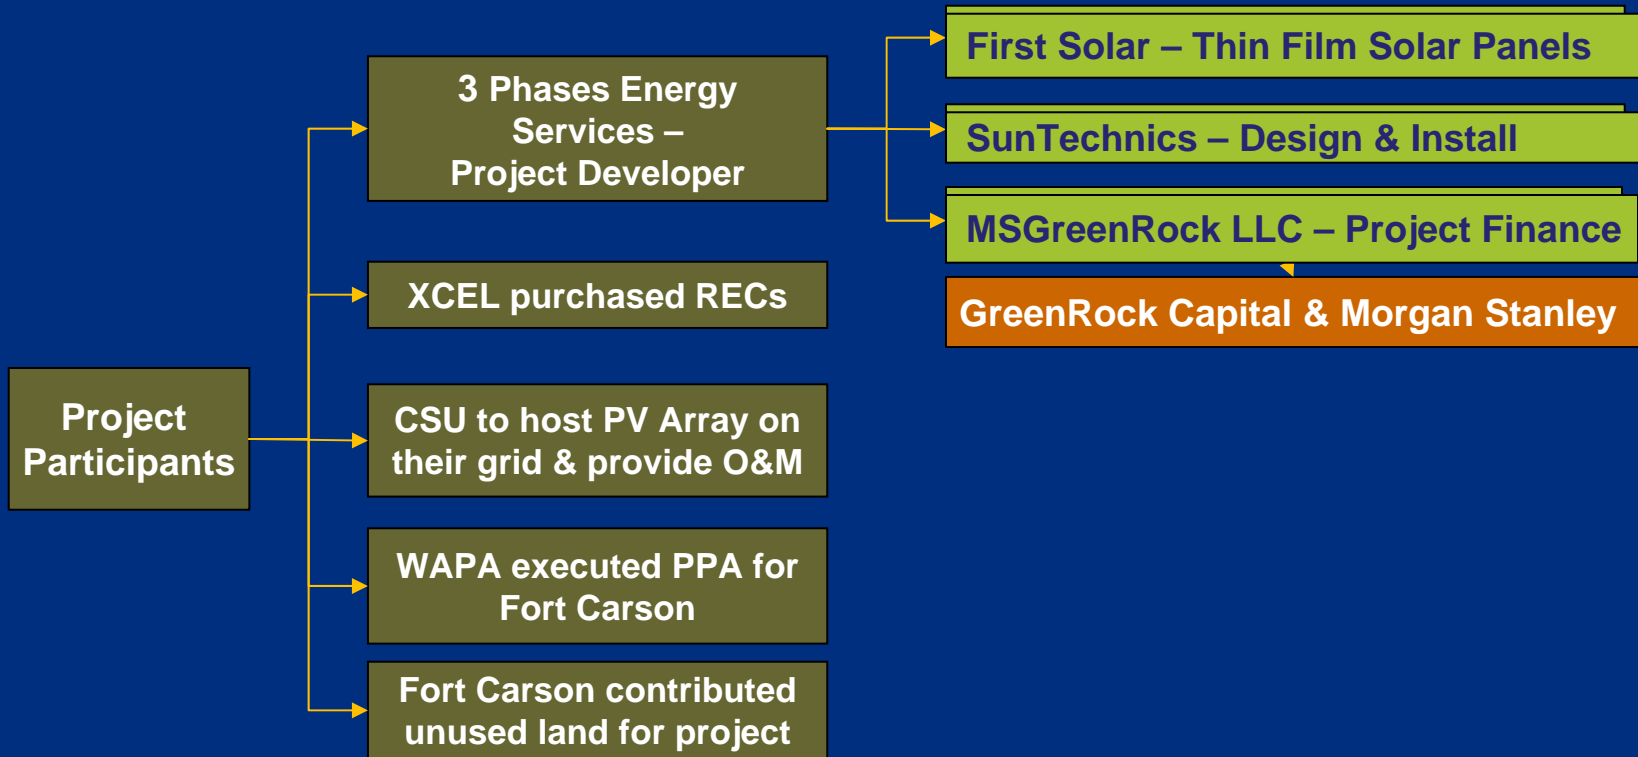 Project
Participants
3 Phases Energy
Services –
Project Developer
XCEL purchased RECs
CSU to host PV Array on
their grid & provide O&M
WAPA executed PPA for
Fort Carson
Fort Carson contributed
unused land for project
First Solar – Thin Film Solar Panels
SunTechnics – Design & Install
MSGreenRock LLC – Project Finance
GreenRock Capital & Morgan Stanley